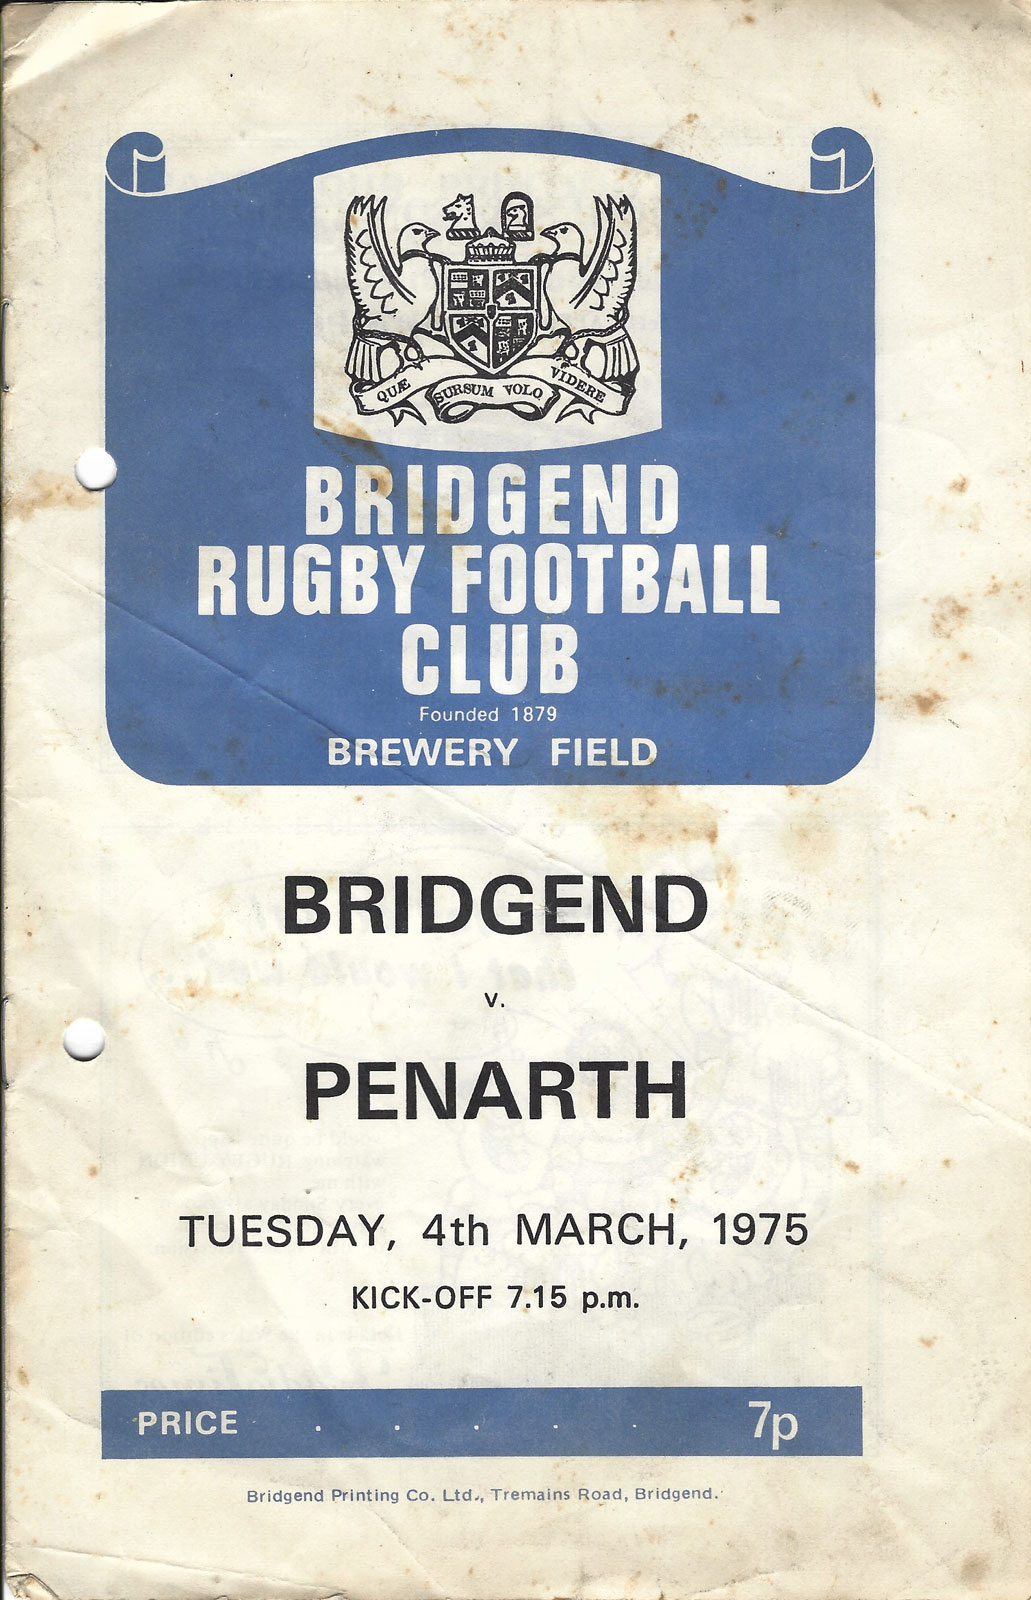 QUÆ SURSUM VOLO VIDERE
BRIDGEND
RUGBY FOOTBALL
CLUB
Founded 1879
BREWERY FIELD
BRIDGEND
v.
PENARTH
TUESDAY, 4th MARCH, 1975
KICK-OFF 7.15 p.m.
PRICE . . . . . 7p
Bridgend Printing Co. Ltd., Tremains Road, Bridgend.